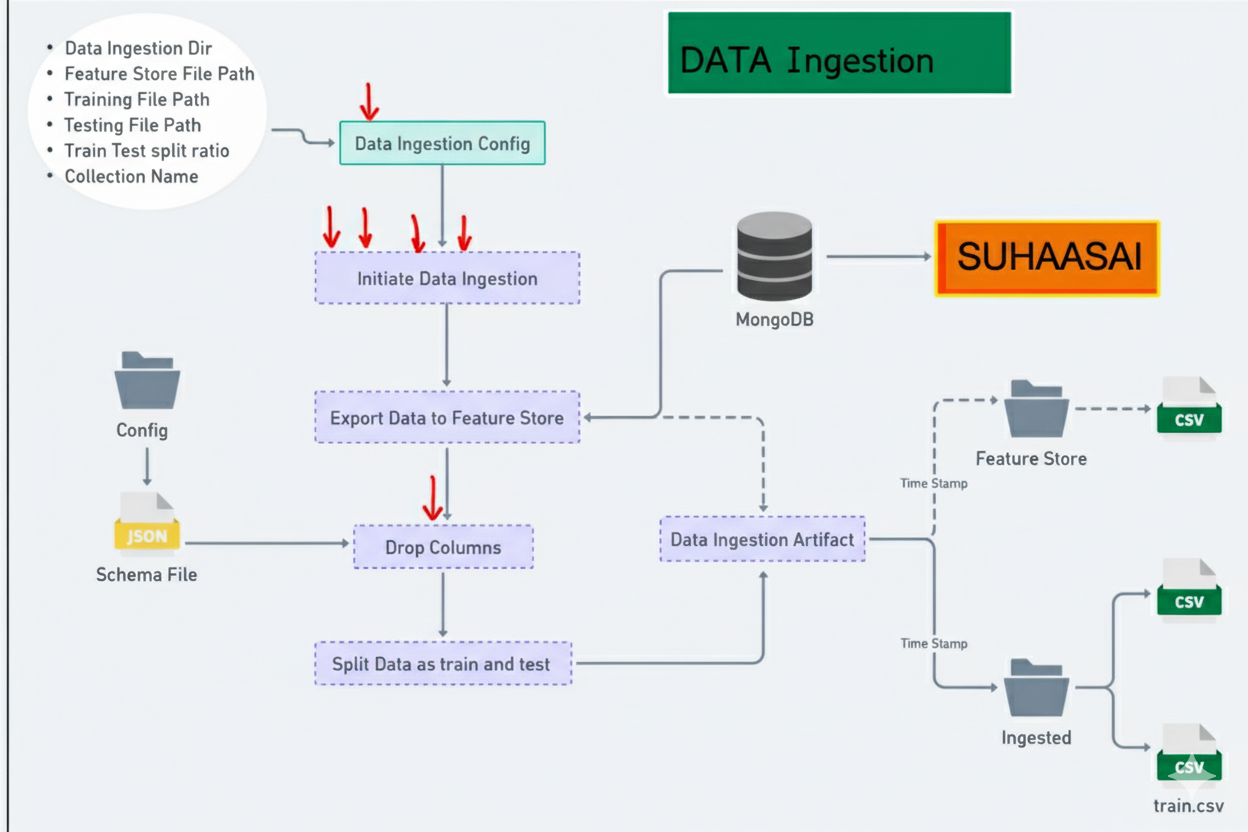 DATA Ingestion
• Data Ingestion Dir
• Feature Store File Path
• Training File Path
• Testing File Path
• Train Test split ratio
• Collection Name
Data Ingestion Config
Initiate Data Ingestion
SUHAASAI
MongoDB
Export Data to Feature Store
Config
CSV
Feature Store
Time Stamp
JSON
Schema File
Drop Columns
Data Ingestion Artifact
CSV
Split Data as train and test
Time Stamp
Ingested
CSV
train.csv